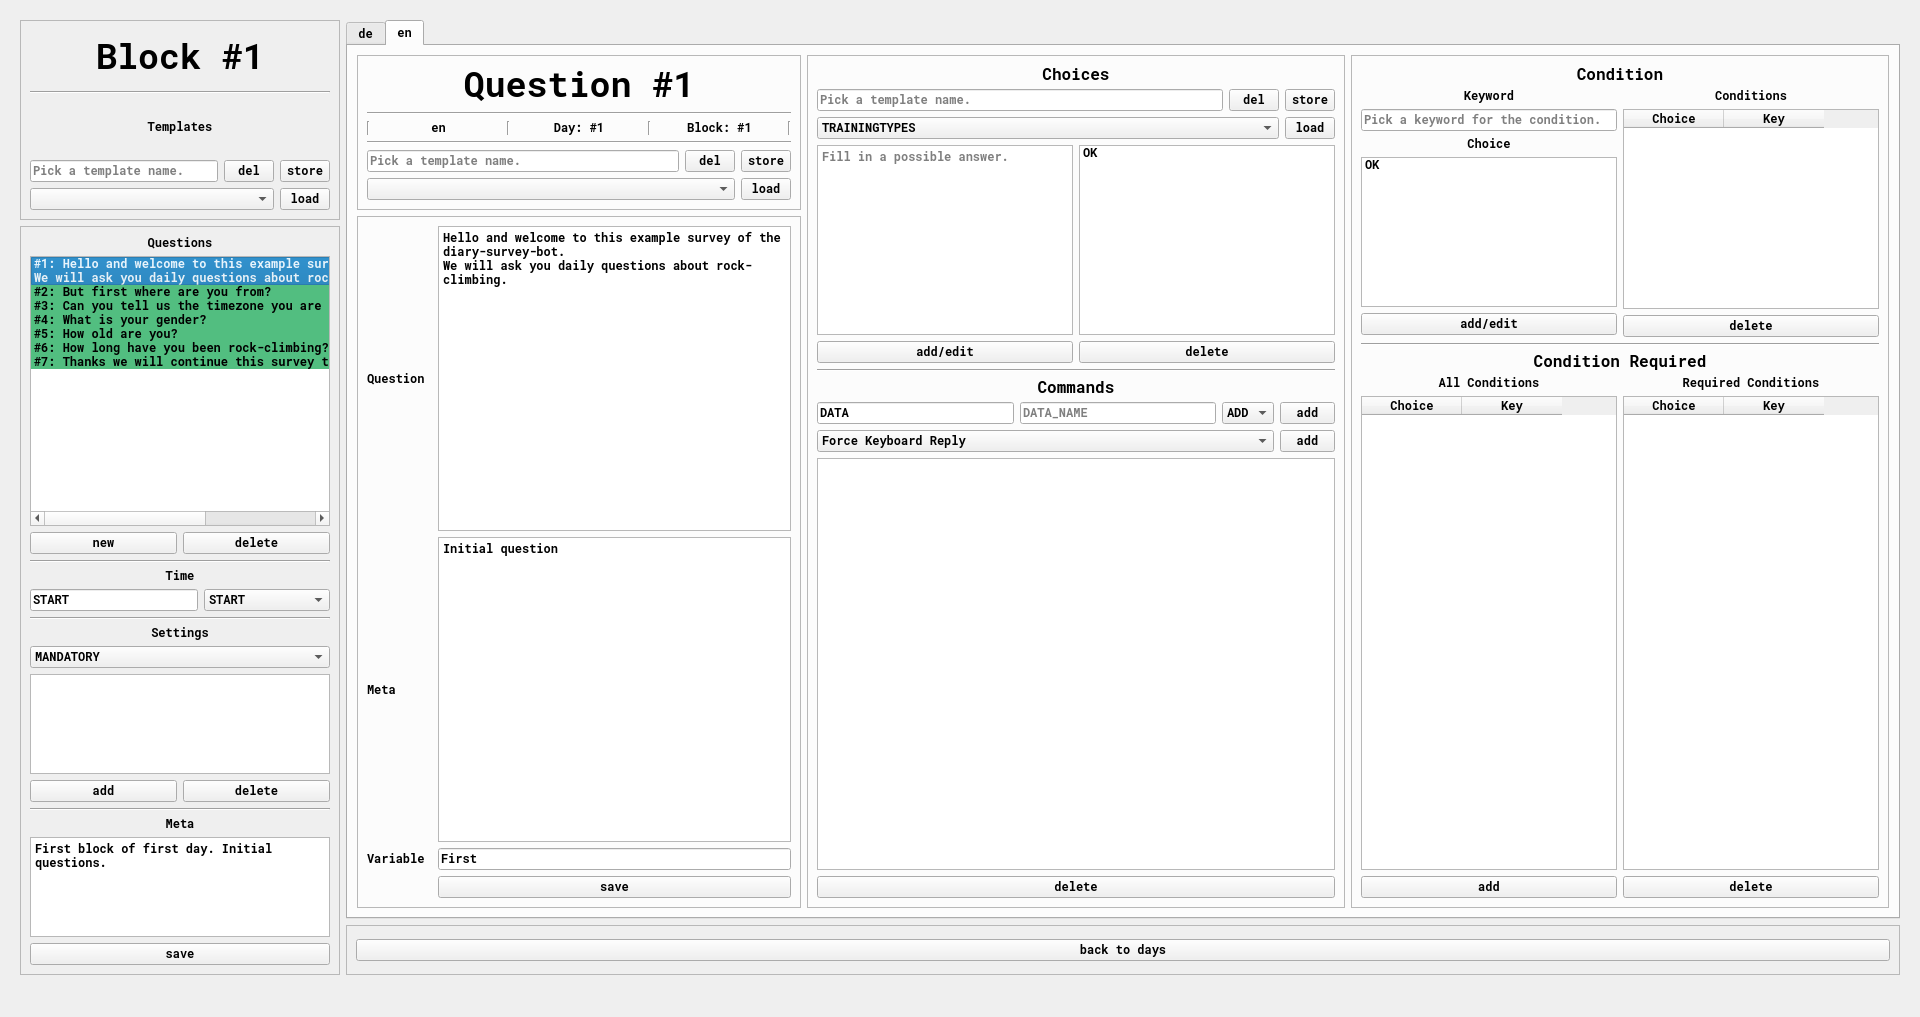 Block #1
Templates
Pick a template name.
del
store
load
Questions
#1: Hello and welcome to this example sur
We will ask you daily questions about roc
#2: But first where are you from?
#3: Can you tell us the timezone you are
#4: What is your gender?
#5: How old are you?
#6: How long have you been rock-climbing?
#7: Thanks we will continue this survey t
new
delete
Time
START
START
Settings
MANDATORY
add
delete
Meta
First block of first day. Initial
questions.
save
de
en
Question #1
en
Day: #1
Block: #1
Pick a template name.
del
store
load
Question
Hello and welcome to this example survey of the
diary-survey-bot.
We will ask you daily questions about rock-
climbing.
Meta
Initial question
Variable
First
save
Choices
Pick a template name.
del
store
TRAININGTYPES
load
Fill in a possible answer.
OK
add/edit
delete
Commands
DATA
DATA_NAME
ADD
add
Force Keyboard Reply
add
delete
Condition
Keyword
Conditions
Pick a keyword for the condition.
Choice
Key
Choice
OK
add/edit
delete
Condition Required
All Conditions
Required Conditions
Choice
Key
Choice
Key
add
delete
back to days